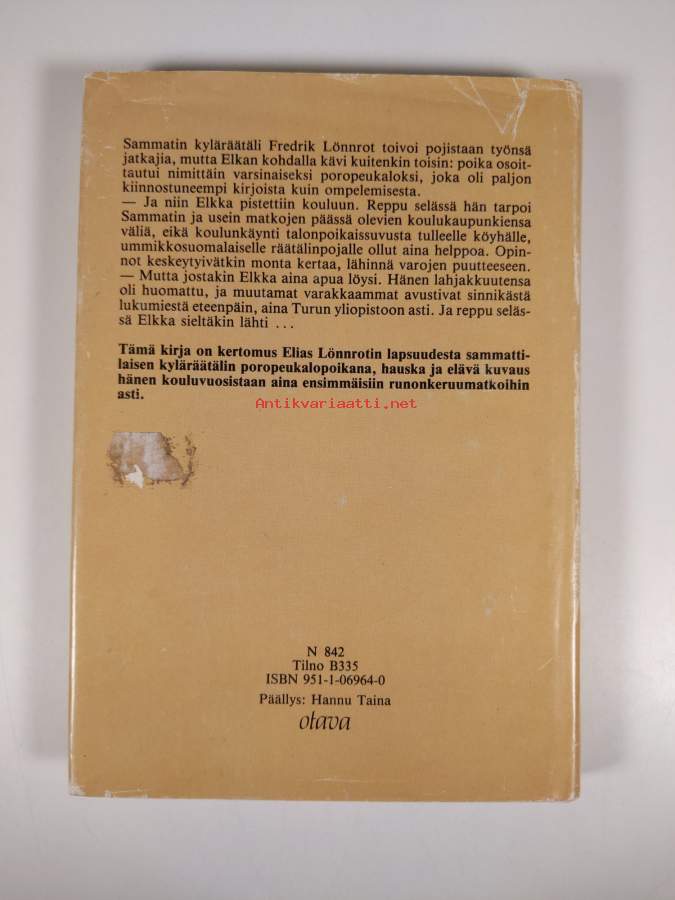 Sammatin kyläräätäli Fredrik Lönnrot toivoi pojistaan työnsä
jatkajia, mutta Elkan kohdalla kävi kuitenkin toisin: poika osoit-
tautui nimittäin varsinaiseksi poropeukaloksi, joka oli paljon
kiinnostuneempi kirjoista kuin ompelemisesta.
— Ja niin Elkka pistettiin kouluun. Reppu selässä hän tarpoi
Sammatin ja usein matkojen päässä olevien koulukaupunkiensa
väliä, eikä koulunkäynti talonpoikaissuvusta tulleelle köyhälle,
ummikkosuomalaiselle räätälinpojalle ollut aina helppoa. Opin-
not keskeytyivätkin monta kertaa, lähinnä varojen puutteeseen.
— Mutta jostakin Elkka aina apua löysi. Hänen lahjakkuutensa
oli huomattu, ja muutamat varakkaammat avustivat sinnikästä
lukumiestä eteenpäin, aina Turun yliopistoon asti. Ja reppu seläs-
sä Elkka sieltäkin lähti ...
Tämä kirja on kertomus Elias Lönnrotin lapsuudesta sammatti-
laisen kyläräätälin poropeukalopoikana, hauska ja elävä kuvaus
hänen kouluvuosistaan aina ensimmäisiin runonkeruumatkoihin
asti.
Antikvariaatti.net
N 842
Tilno B335
ISBN 951-1-06964-0
Päällys: Hannu Taina
otava